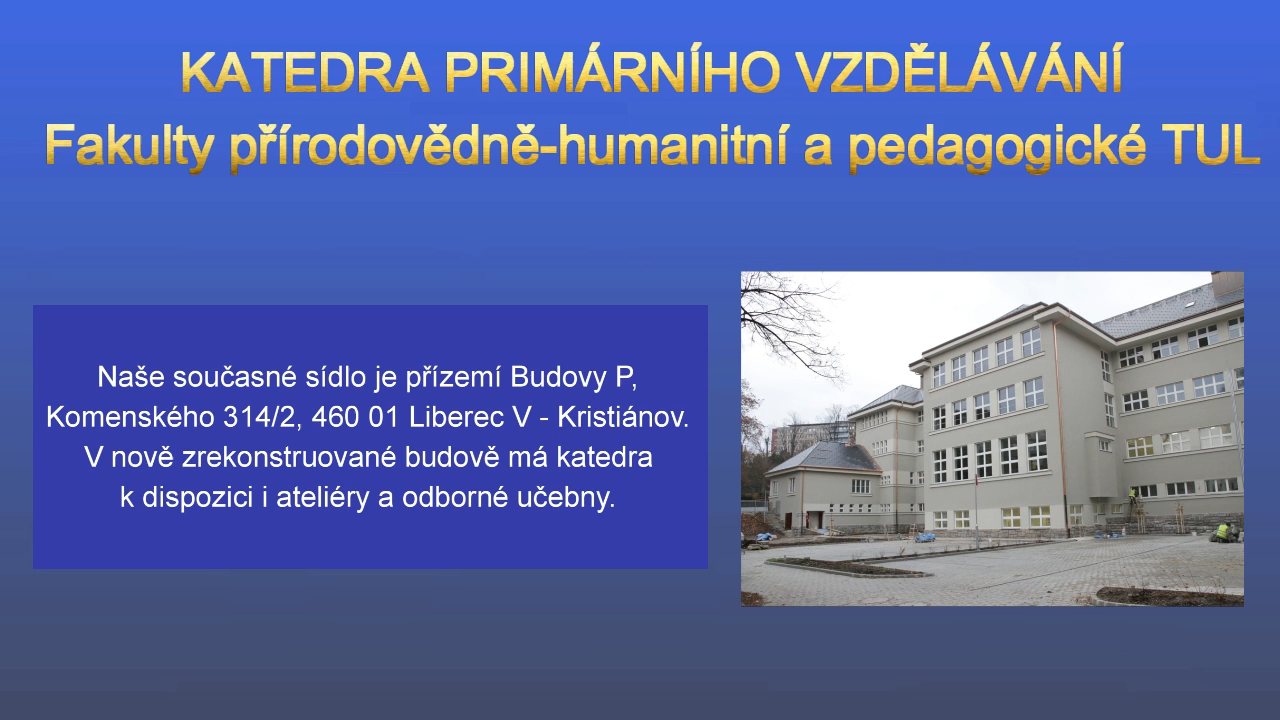 KATEDRA PRIMÁRNÍHO VZDĚLÁVÁNÍ
Fakulty přírodovědně-humanitní a pedagogické TUL
Naše současné sídlo je přízemí Budovy P,
Komenského 314/2, 460 01 Liberec V - Kristiánov.
V nově zrekonstruované budově má katedra
k dispozici i ateliéry a odborné učebny.